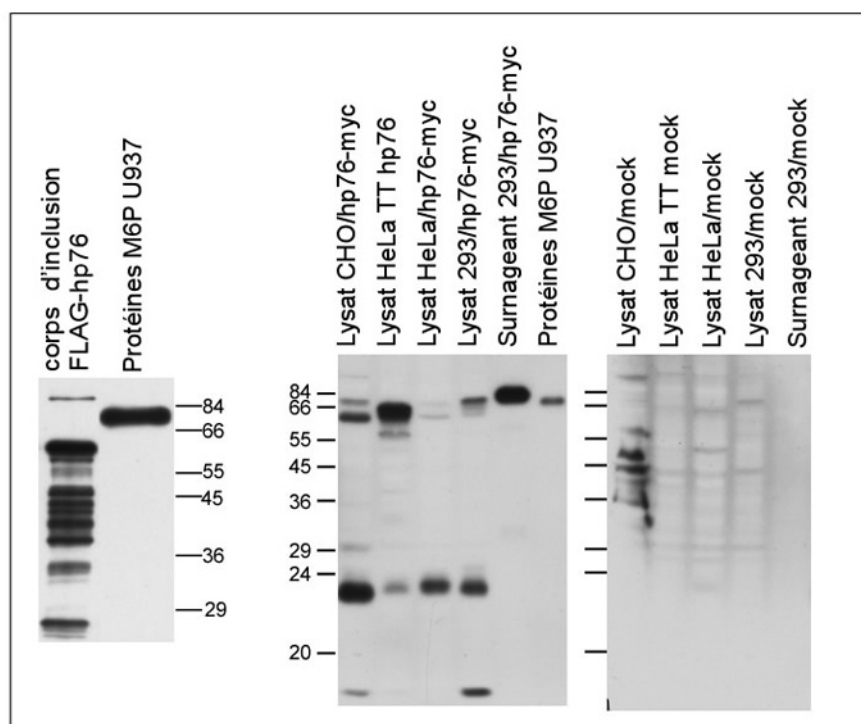 corps d'inclusion
FLAG-hp76
Protéines M6P U937
84
66
55
45
36
29
Lysat CHO/hp76-myc
Lysat HeLa TT hp76
Lysat HeLa/hp76-myc
Lysat 293/hp76-myc
Surnageant 293/hp76-myc
Protéines M6P U937
84
66
55
45
36
29
24
20
Lysat CHO/mock
Lysat HeLa TT mock
Lysat HeLa/mock
Lysat 293/mock
Surnageant 293/mock